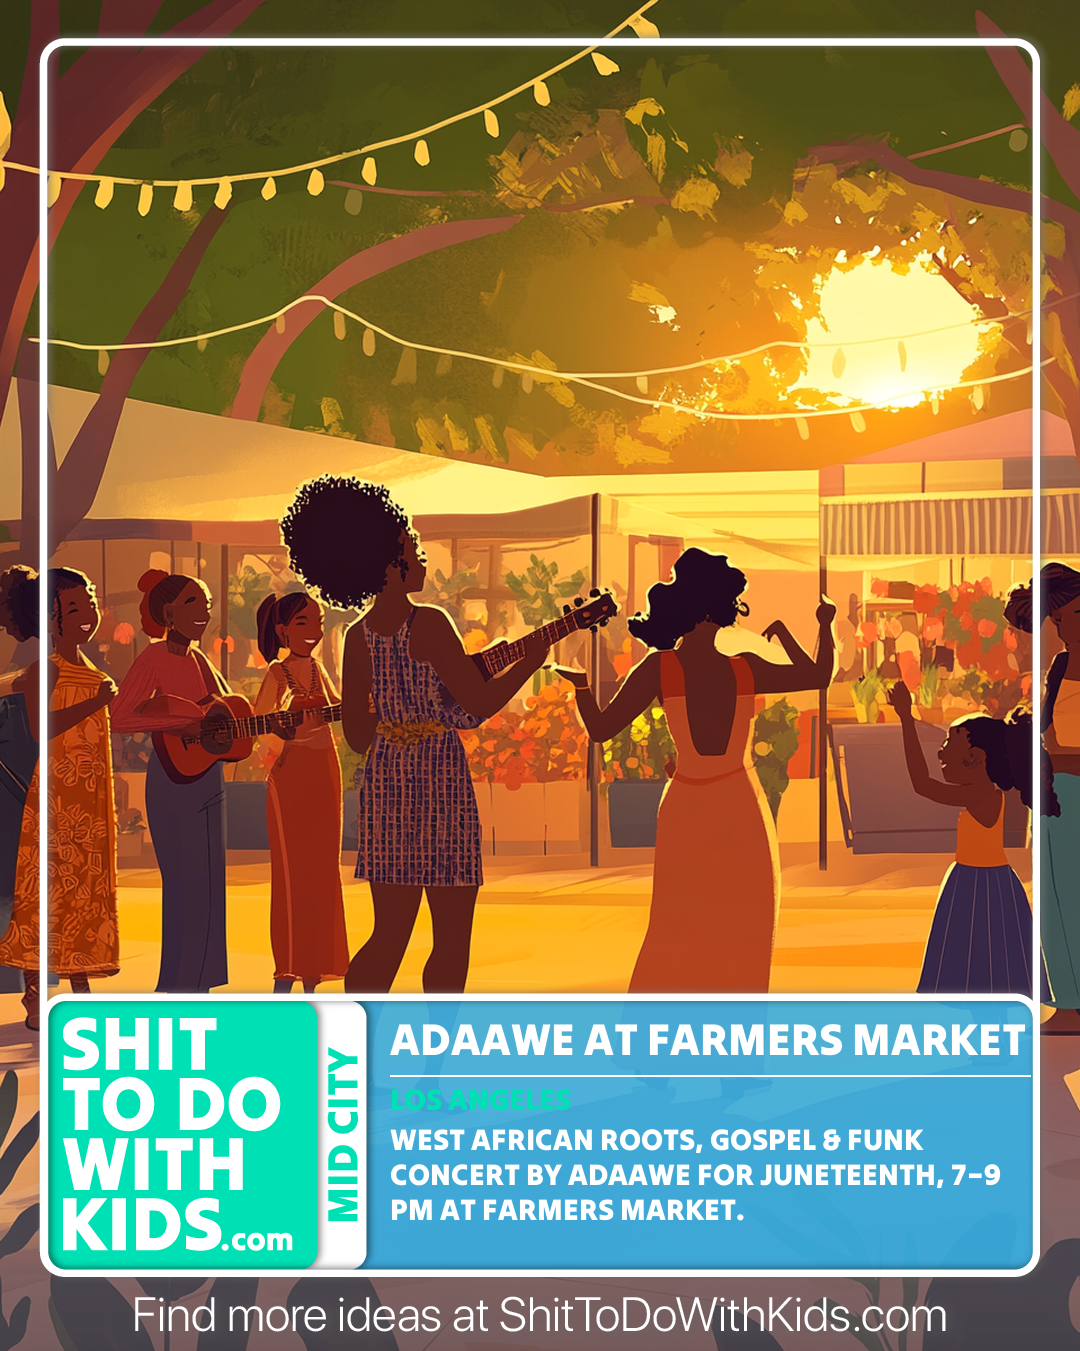 SHIT
TO DO
WITH
KIDS.com
MID CITY
ADAAWE AT FARMERS MARKET
LOS ANGELES
WEST AFRICAN ROOTS, GOSPEL & FUNK
CONCERT BY ADAAWE FOR JUNETEENTH, 7–9
PM AT FARMERS MARKET.
Find more ideas at ShitToDoWithKids.com